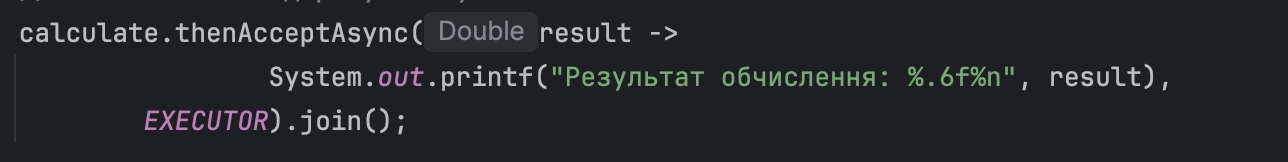 calculate.thenAcceptAsync( Double result ->
System.out.printf("Результат обчислення: %.6f%n", result),
EXECUTOR).join();